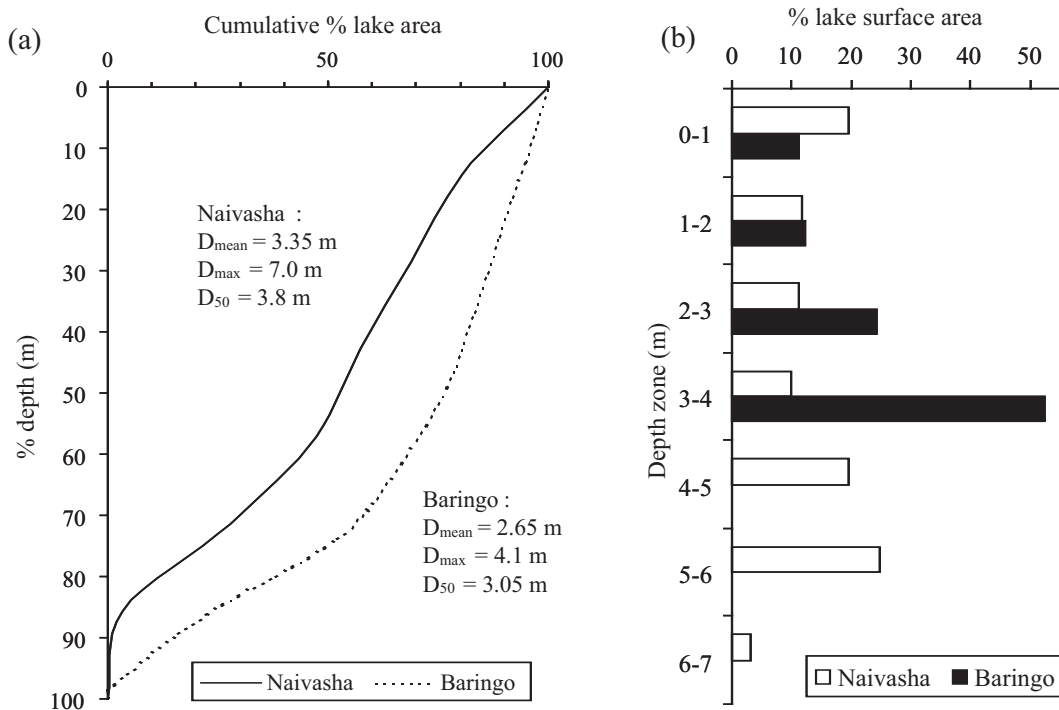 (a)
Cumulative % lake area
0 50 100
% depth (m)
0
10
20
30
40
50
60
70
80
90
100
Naivasha :
Dmean = 3.35 m
Dmax = 7.0 m
D50 = 3.8 m
Baringo :
Dmean = 2.65 m
Dmax = 4.1 m
D50 = 3.05 m
Naivasha Baringo
(b)
% lake surface area
0 10 20 30 40 50
Depth zone (m)
0-1
1-2
2-3
3-4
4-5
5-6
6-7
Naivasha Baringo